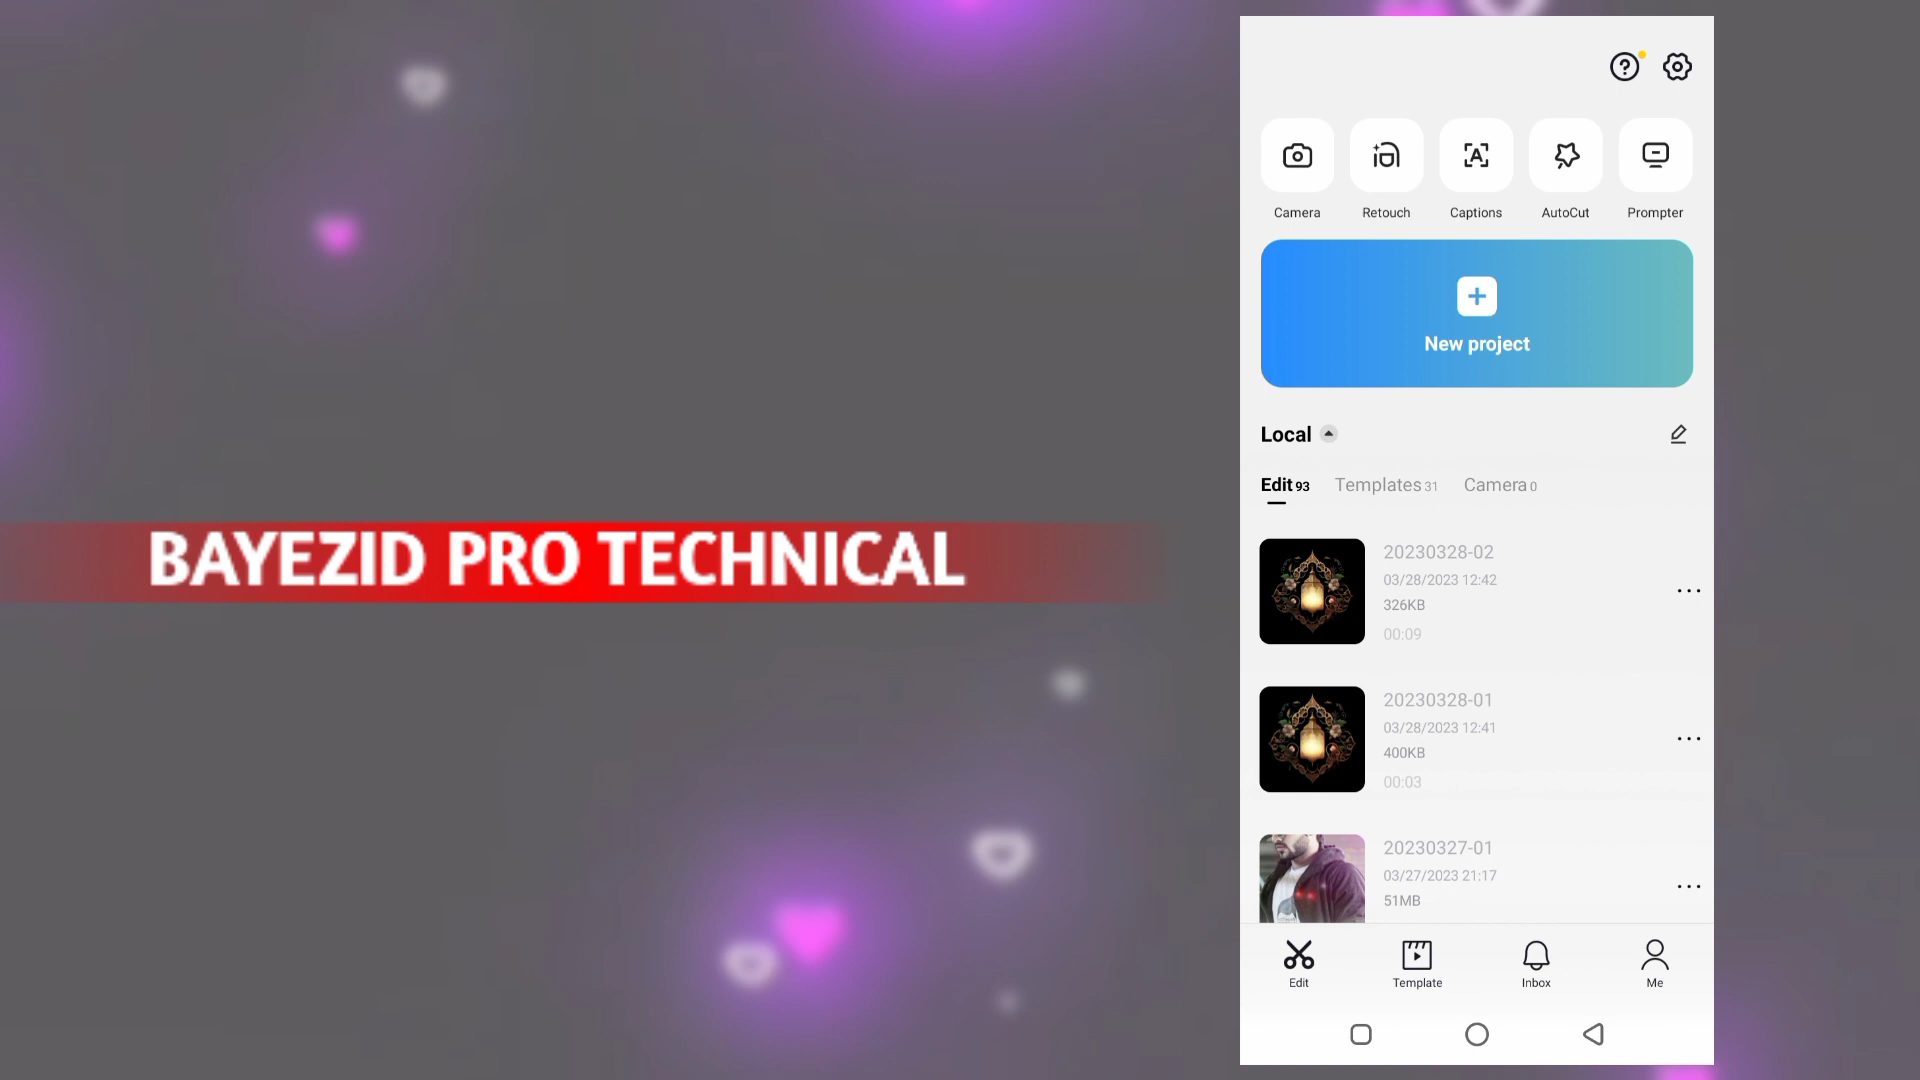 BAYEZID PRO TECHNICAL
Camera
Retouch
Captions
AutoCut
Prompter
New project
Local
Edit 93
Templates 31
Camera 0
20230328-02
03/28/2023 12:42
326KB
00:09
20230328-01
03/28/2023 12:41
400KB
00:03
20230327-01
03/27/2023 21:17
51MB
Edit
Template
Inbox
Me